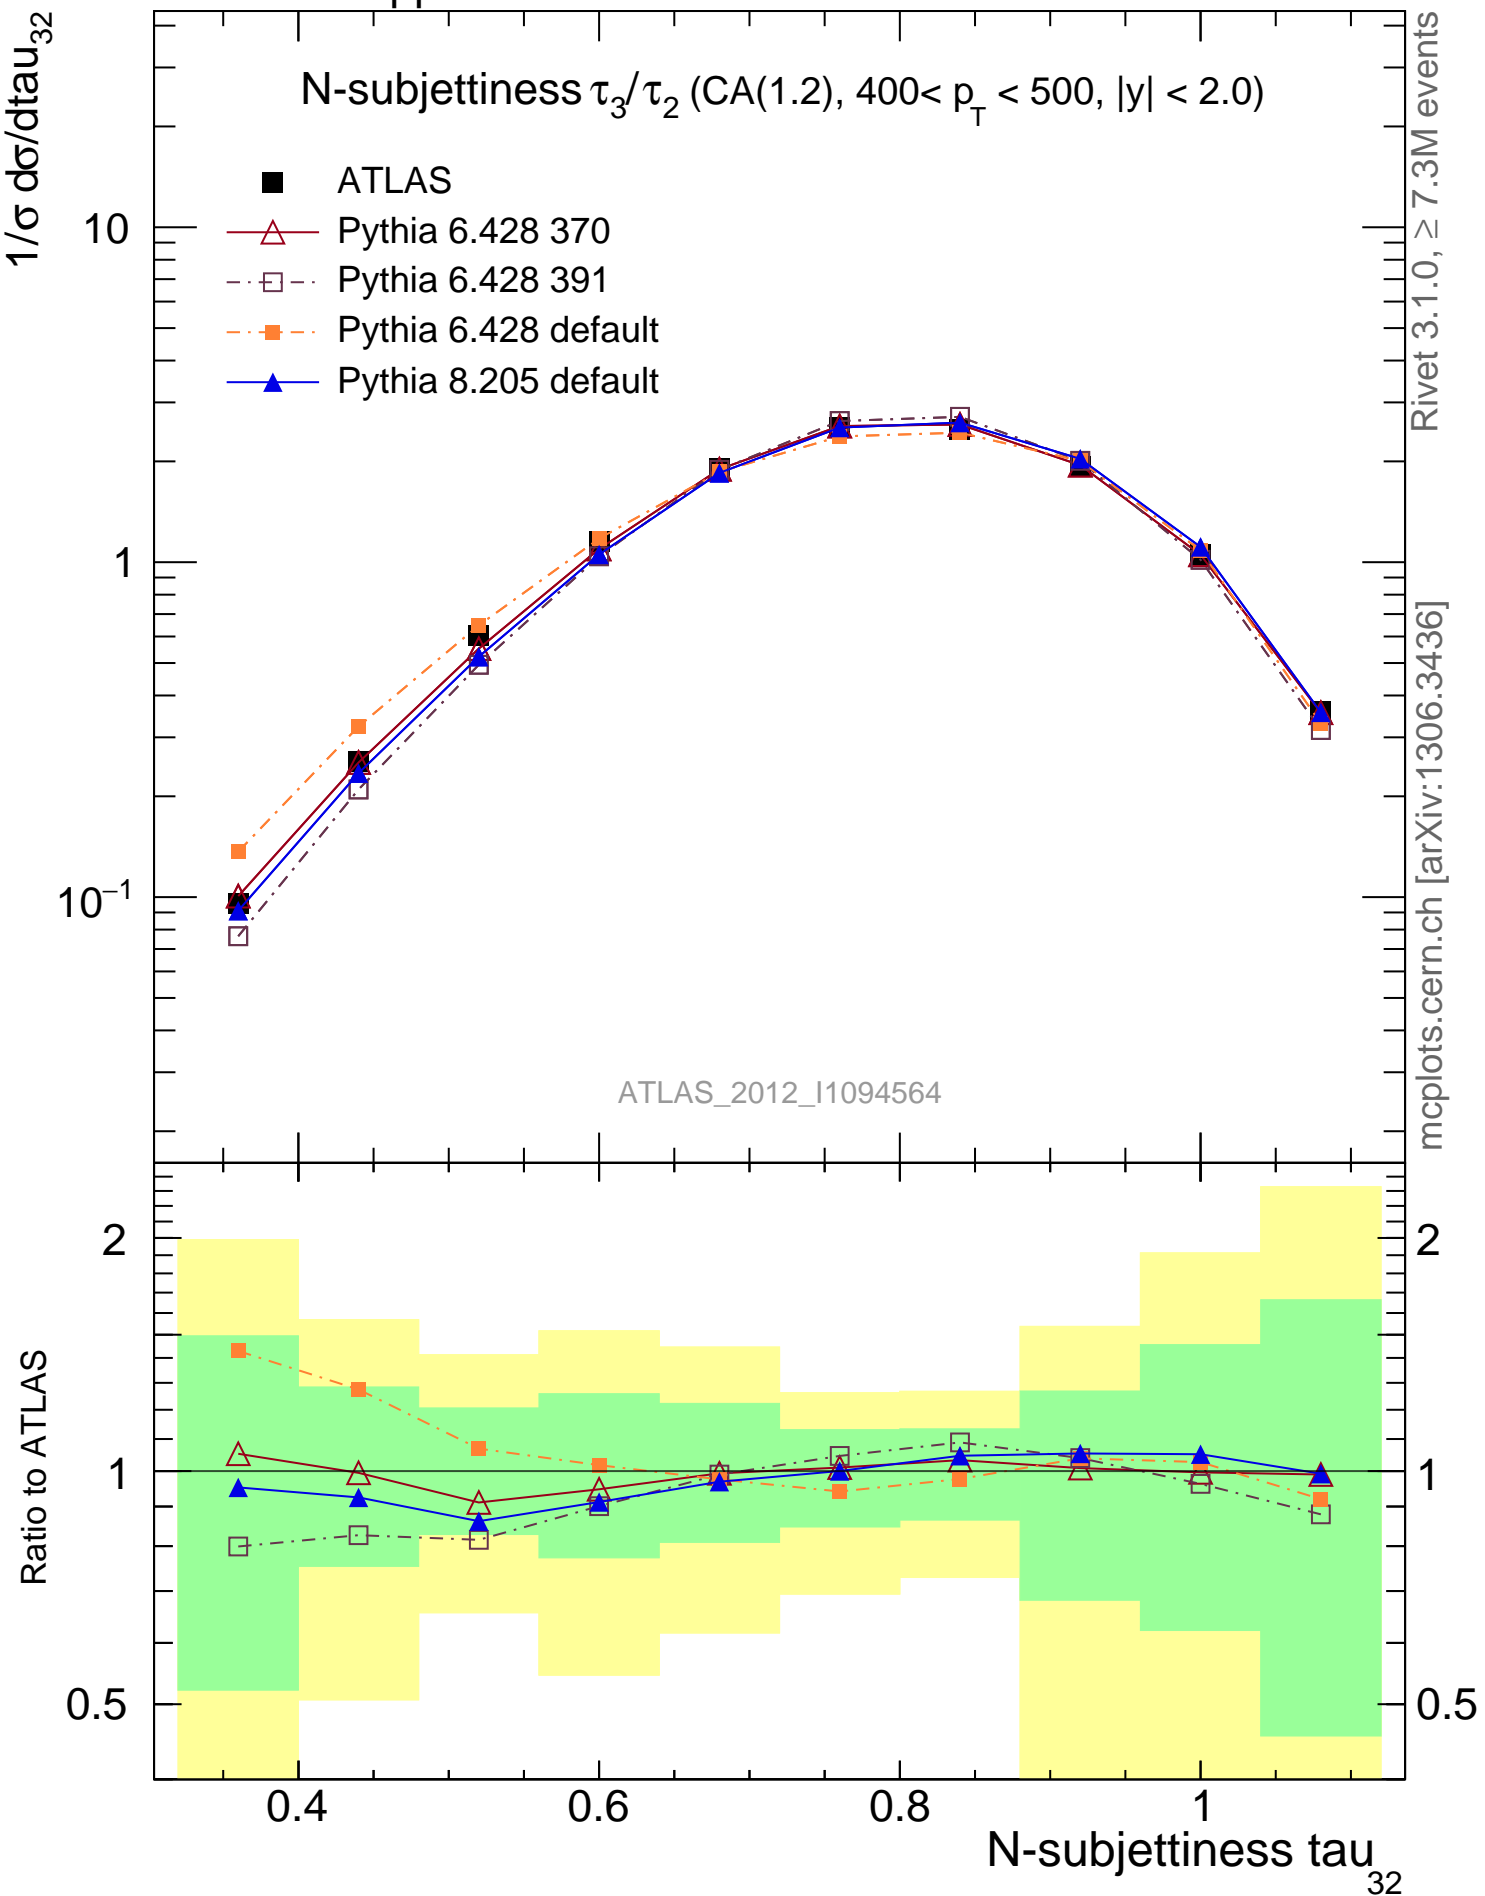 1/σ dσ/dtau32
N-subjettiness τ3/τ2 (CA(1.2), 400< pT < 500, |y| < 2.0)
ATLAS
Pythia 6.428 370
Pythia 6.428 391
Pythia 6.428 default
Pythia 8.205 default
10
1
10−1
ATLAS_2012_I1094564
Rivet 3.1.0, ≥ 7.3M events
mcplots.cern.ch [arXiv:1306.3436]
Ratio to ATLAS
2
1
0.5
2
1
0.5
0.4 0.6 0.8 1
N-subjettiness tau32